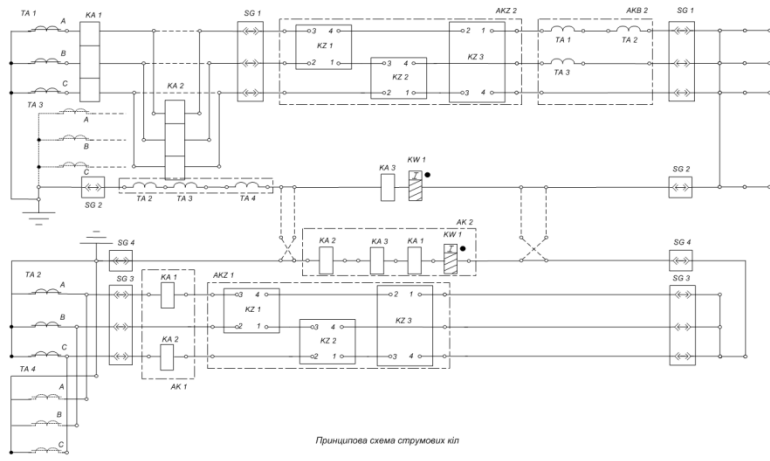 TA 1 KA 1 SG 1 AKZ 2 AKB 2 SG 1
A 3 4 2 1
KZ 1 TA 1 TA 2
B 2 1 3 4 KZ 3
KZ 2 TA 3
C KA 2 2 1 3 4
TA 3
A
B
C KA 3 KW 1
I
SG 2
SG 2 TA 2 TA 3 TA 4
AK 2
KW 1
SG 4 KA 2 KA 3 KA 1 I SG 4
TA 2 SG 3 KA 1 AKZ 1 SG 3
A 3 4 2 1
KZ 1
B 2 1 3 4 KZ 3
KA 2 KZ 2
C 2 1 3 4
TA 4
A AK 1
B
C
Принципова схема струмових кіл